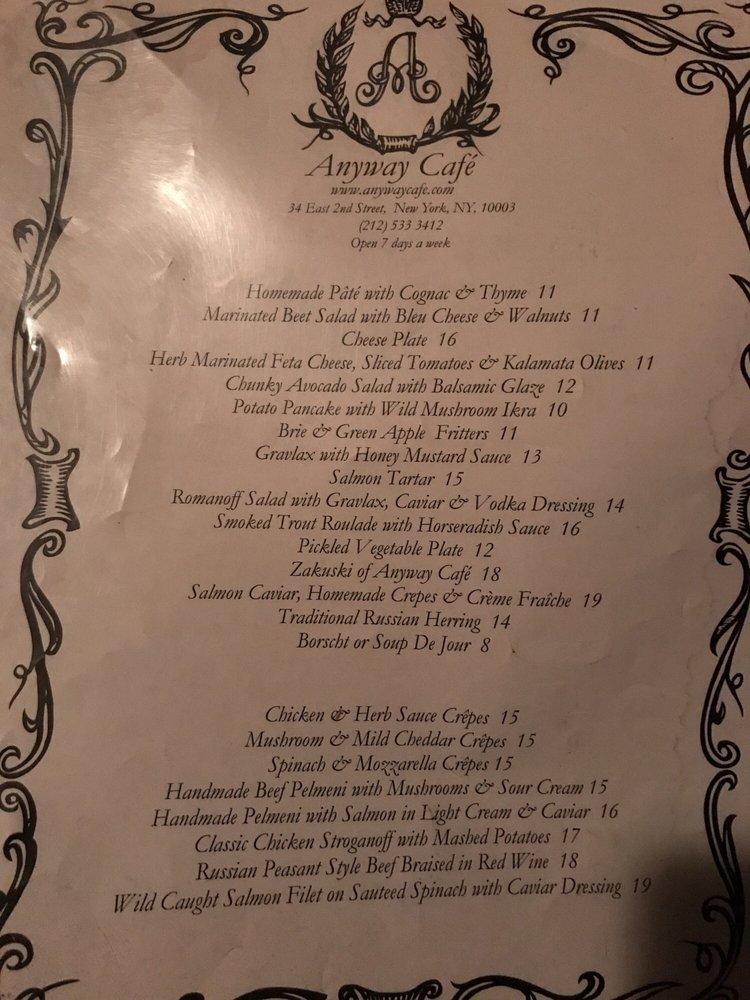 A
Anyway Café
www.anywaycafe.com
34 East 2nd Street, New York, NY, 10003
(212) 533 3412
Open 7 days a week
Homemade Pâté with Cognac & Thyme 11
Marinated Beet Salad with Bleu Cheese & Walnuts 11
Cheese Plate 16
Herb Marinated Feta Cheese, Sliced Tomatoes & Kalamata Olives 11
Chunky Avocado Salad with Balsamic Glaze 12
Potato Pancake with Wild Mushroom Ikra 10
Brie & Green Apple Fritters 11
Gravlax with Honey Mustard Sauce 13
Salmon Tartar 15
Romanoff Salad with Gravlax, Caviar & Vodka Dressing 14
Smoked Trout Roulade with Horseradish Sauce 16
Pickled Vegetable Plate 12
Zakuski of Anyway Café 18
Salmon Caviar, Homemade Crepes & Crème Fraîche 19
Traditional Russian Herring 14
Borscht or Soup De Jour 8
Chicken & Herb Sauce Crêpes 15
Mushroom & Mild Cheddar Crêpes 15
Spinach & Mozzarella Crêpes 15
Handmade Beef Pelmeni with Mushrooms & Sour Cream 15
Handmade Pelmeni with Salmon in Light Cream & Caviar 16
Classic Chicken Stroganoff with Mashed Potatoes 17
Russian Peasant Style Beef Braised in Red Wine 18
Wild Caught Salmon Filet on Sauteed Spinach with Caviar Dressing 19